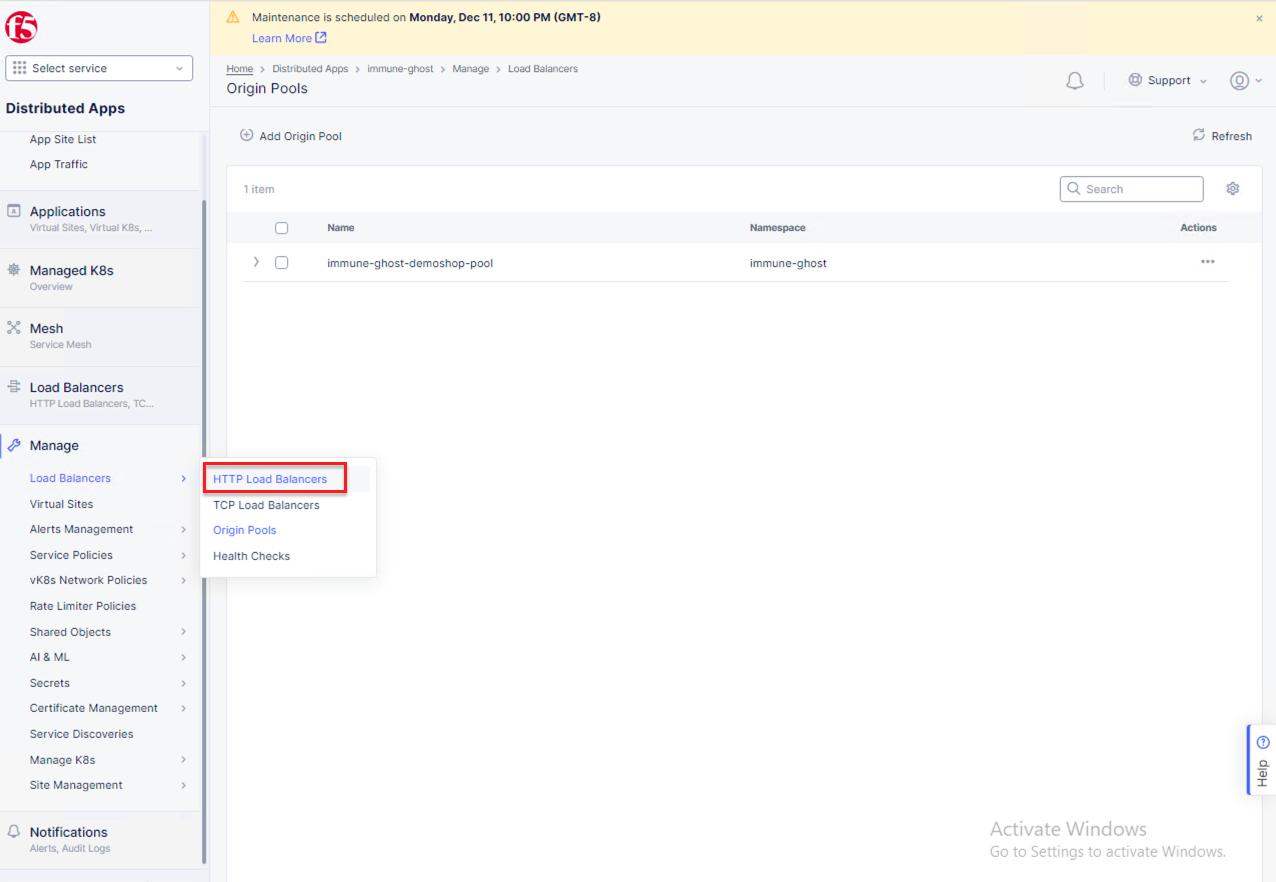 f5
Maintenance is scheduled on Monday, Dec 11, 10:00 PM (GMT-8)
Learn More
Select service
Distributed Apps
App Site List
App Traffic
Applications
Virtual Sites, Virtual K8s, ...
Managed K8s
Overview
Mesh
Service Mesh
Load Balancers
HTTP Load Balancers, TC...
Manage
Load Balancers
Virtual Sites
Alerts Management
Service Policies
vK8s Network Policies
Rate Limiter Policies
Shared Objects
AI & ML
Secrets
Certificate Management
Service Discoveries
Manage K8s
Site Management
Notifications
Alerts, Audit Logs
HTTP Load Balancers
TCP Load Balancers
Origin Pools
Health Checks
Home > Distributed Apps > immune-ghost > Manage > Load Balancers
Origin Pools
Support
Add Origin Pool
Refresh
1 item
Search
Name Namespace Actions
immune-ghost-demoshop-pool immune-ghost
Help
Activate Windows
Go to Settings to activate Windows.